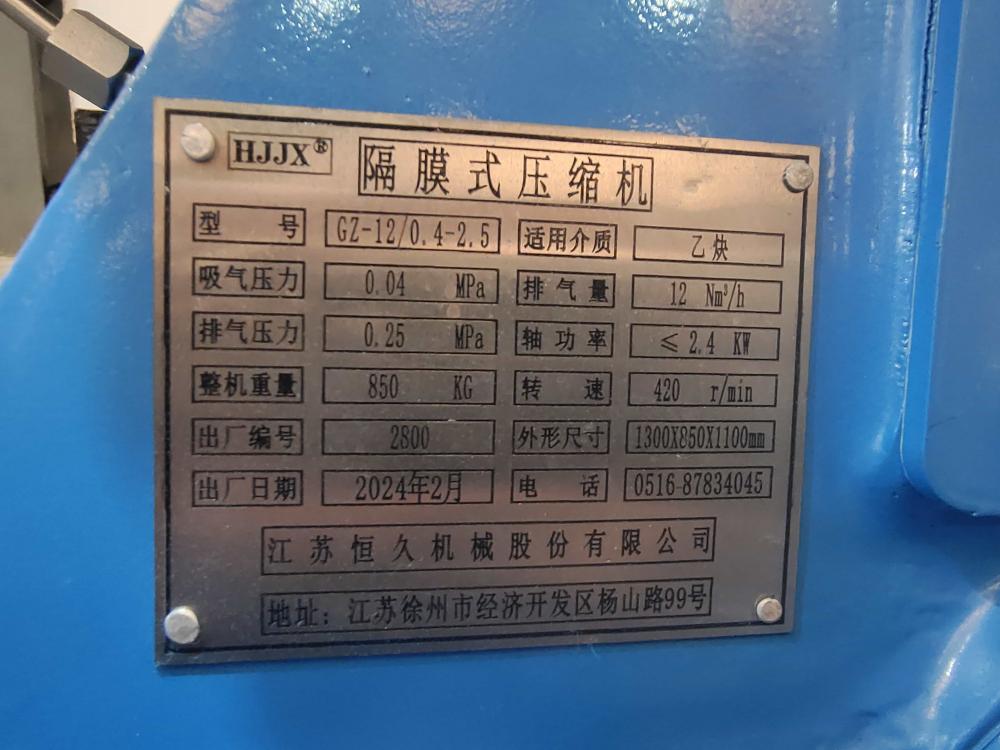 HJJX® 隔膜式压缩机
型号 GZ-12/0.4-2.5 适用介质 乙炔
吸气压力 0.04 MPa 排气量 12 Nm³/h
排气压力 0.25 MPa 轴功率 ≤2.4 KW
整机重量 850 KG 转速 420 r/min
出厂编号 2800 外形尺寸 1300X850X1100mm
出厂日期 2024年2月 电话 0516-87834045
江苏恒久机械股份有限公司
地址：江苏徐州市经济开发区杨山路99号